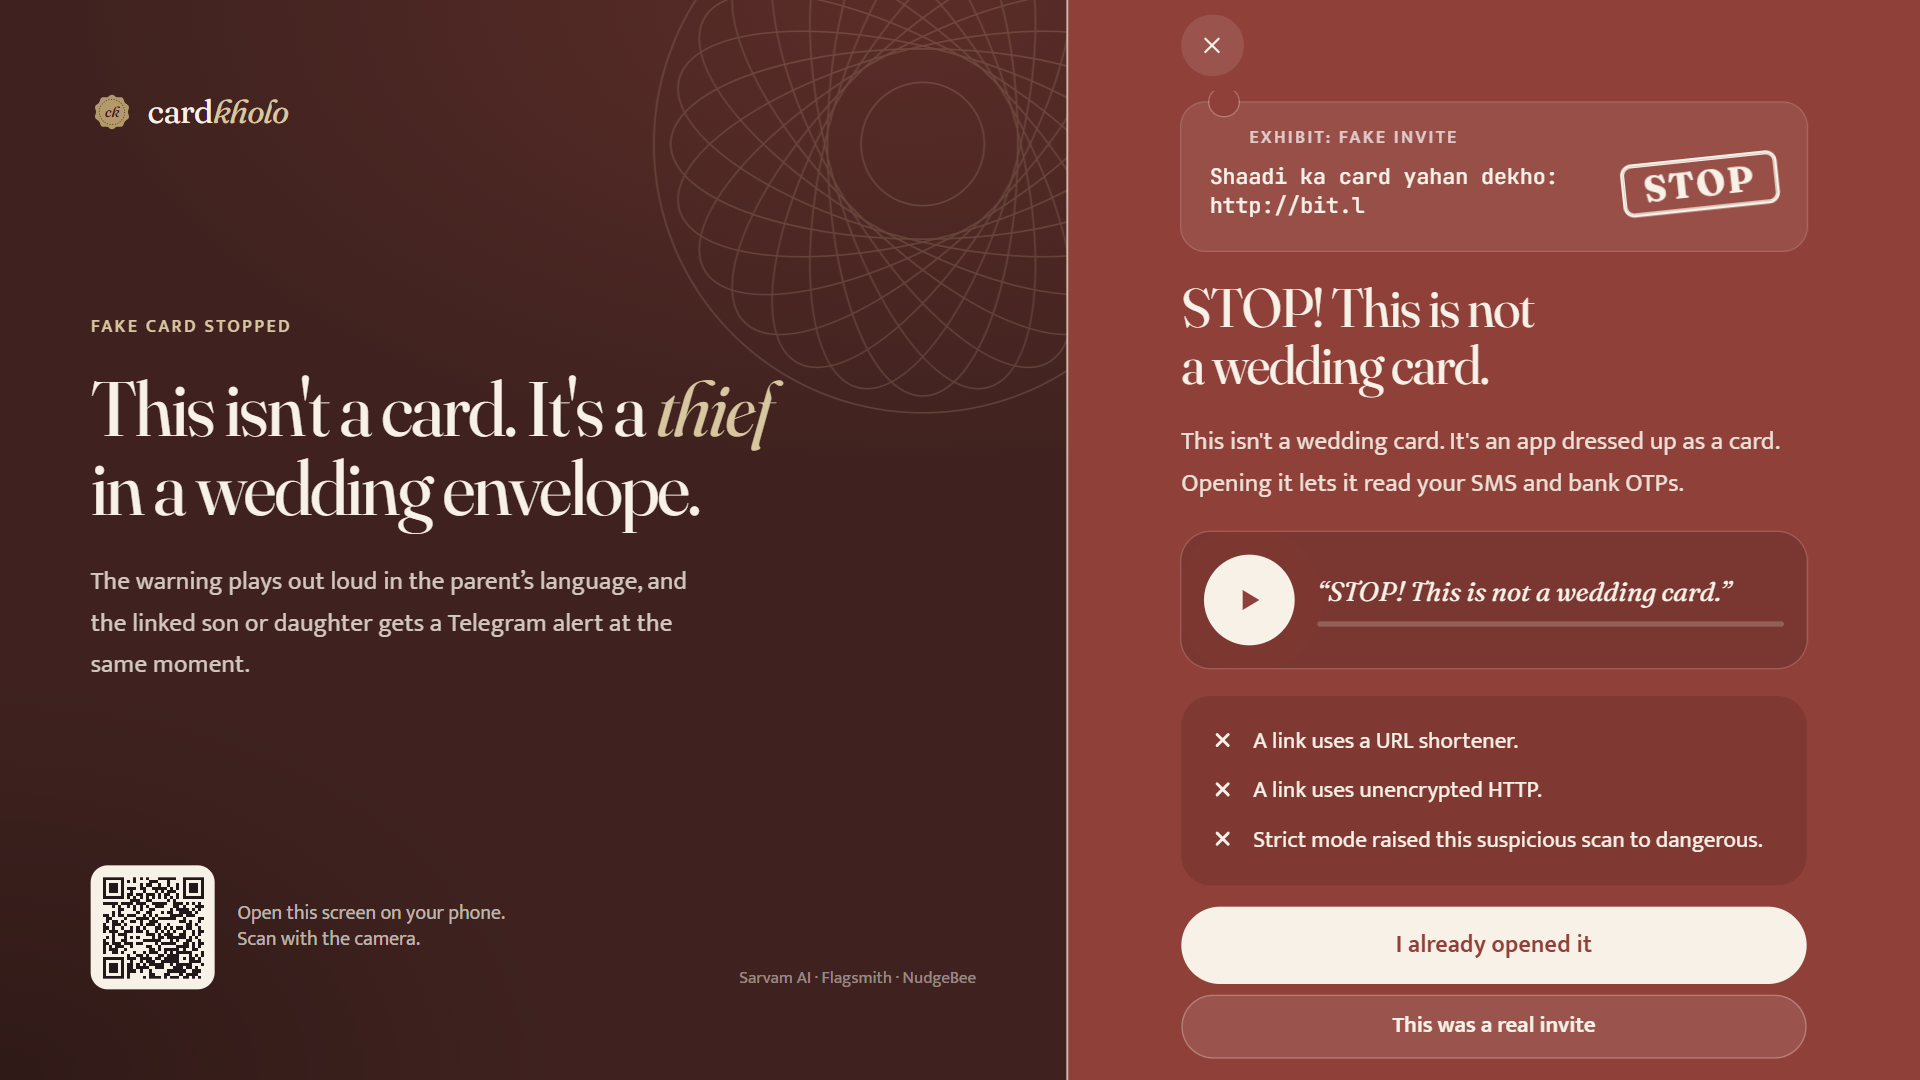 ck
cardkholo
FAKE CARD STOPPED
This isn't a card. It's a thief
in a wedding envelope.
The warning plays out loud in the parent’s language, and
the linked son or daughter gets a Telegram alert at the
same moment.
Open this screen on your phone.
Scan with the camera.
Sarvam AI · Flagsmith · NudgeBee
EXHIBIT: FAKE INVITE
Shaadi ka card yahan dekho:
http://bit.l
STOP
STOP! This is not
a wedding card.
This isn't a wedding card. It's an app dressed up as a card.
Opening it lets it read your SMS and bank OTPs.
“STOP! This is not a wedding card.”
A link uses a URL shortener.
A link uses unencrypted HTTP.
Strict mode raised this suspicious scan to dangerous.
I already opened it
This was a real invite